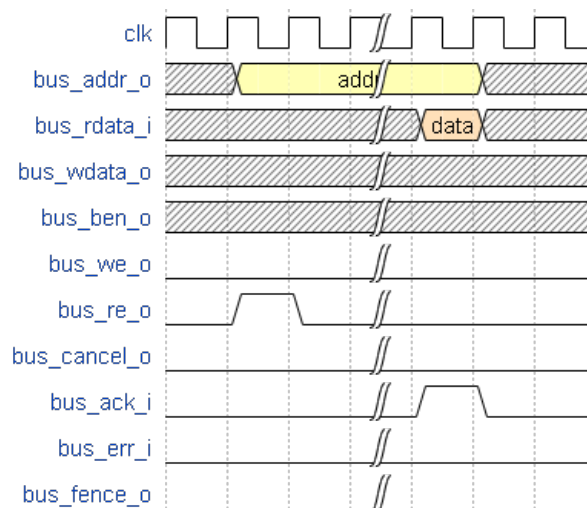 clk
bus_addr_o
addr
bus_rdata_i
data
bus_wdata_o
bus_ben_o
bus_we_o
bus_re_o
bus_cancel_o
bus_ack_i
bus_err_i
bus_fence_o